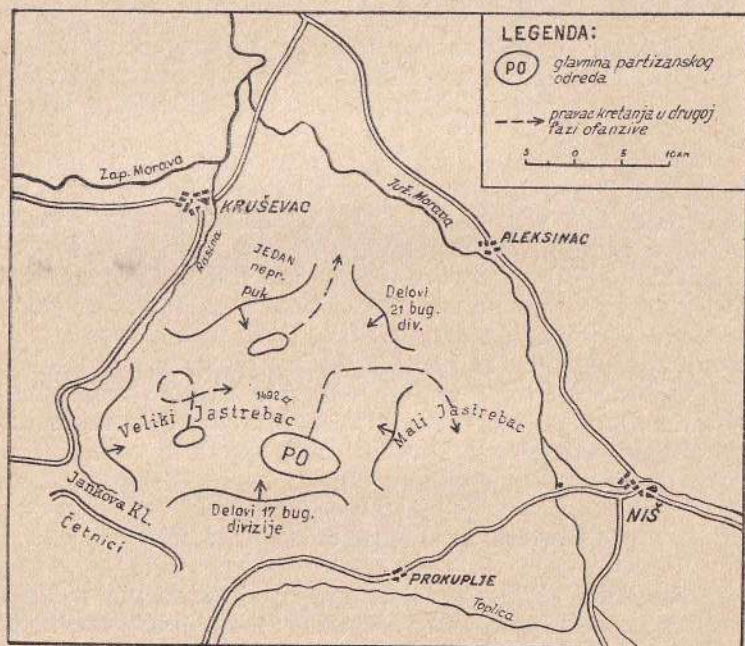 LEGENDA:
PO
glavnina partizanskog
odreda
pravac kretanja u drugoj
fazi ofanzive
5 0 5 10 KM
Zap. Morava
KRUŠEVAC
Rasina
Juž. Morava
ALEKSINAC
JEDAN
nepr.
puk
Delovi
21 bug.
div.
1492
Veliki Jastrebac
Mali Jastrebac
PO
Jankova Kl.
Četnici
Delovi 17 bug.
divizije
NIŠ
PROKUPLJE
Toplica